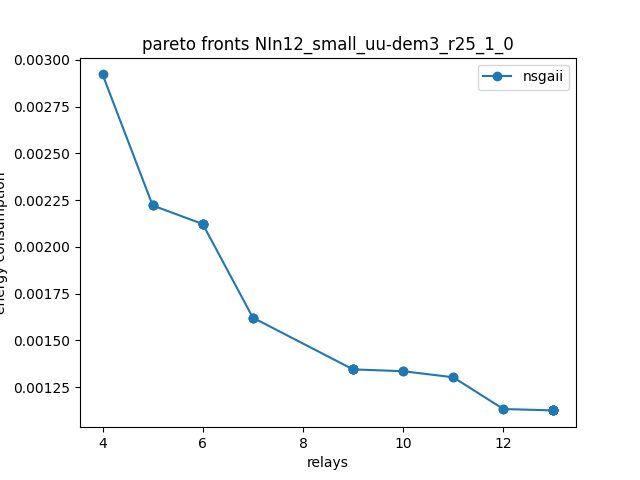 pareto fronts NIn12_small_uu-dem3_r25_1_0
nsgaii
0.00300
0.00275
0.00250
0.00225
0.00200
0.00175
0.00150
0.00125
energy consumption
4 6 8 10 12
relays